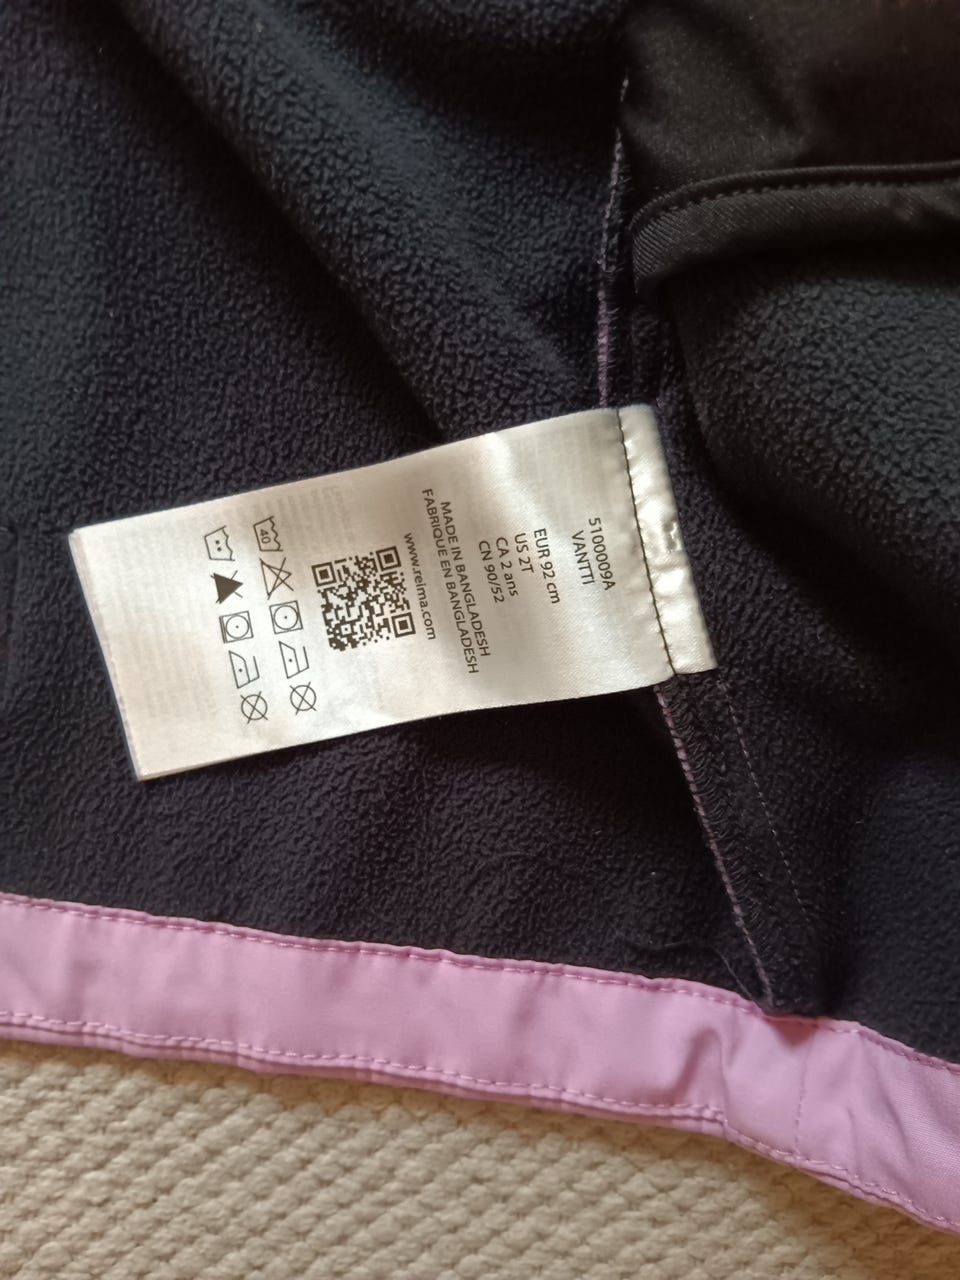 5100009A
VANTTI
EUR 92 cm
US 2T
CA 2 ans
CN 90/52
MADE IN BANGLADESH
FABRIQUE EN BANGLADESH
www.reima.com
40